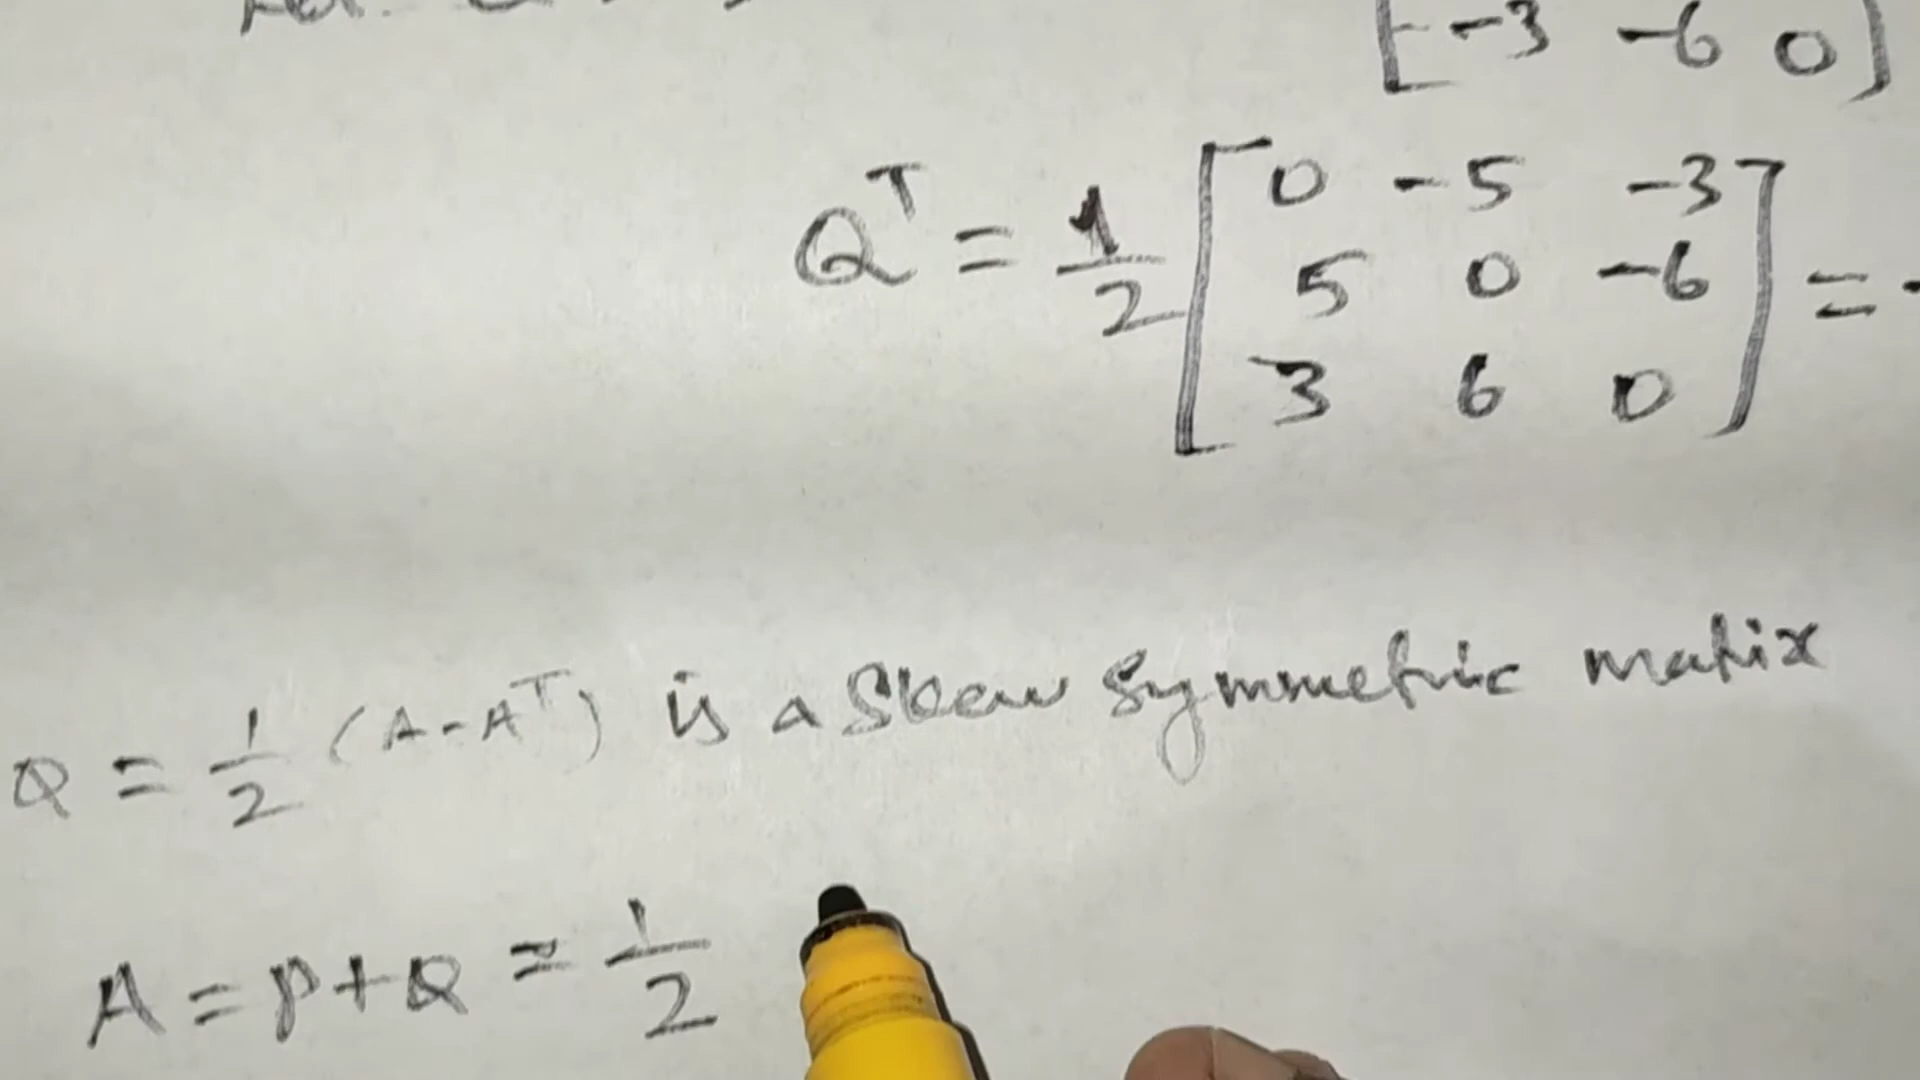 [-3 -6 0]
Q^T = 1/2 [0 -5 -3
5 0 -6
3 6 0] = -
Q = 1/2 (A-A^T) is a Skew Symmetric matix
A = P+Q = 1/2